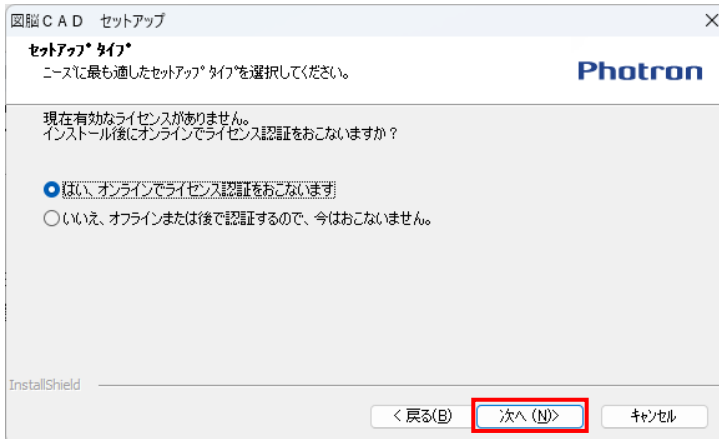 図脳ＣＡＤ　セットアップ
ｾｯﾄｱｯﾌﾟ ﾀｲﾌﾟ
ニーズに最も適したｾｯﾄｱｯﾌﾟ ﾀｲﾌﾟを選択してください。
Photron
現在有効なライセンスがありません。
インストール後にオンラインでライセンス認証をおこないますか？
はい、オンラインでライセンス認証をおこないます
いいえ、オフラインまたは後で認証するので、今はおこないません。
InstallShield
< 戻る(B)
次へ (N)>
ｷｬﾝｾﾙ